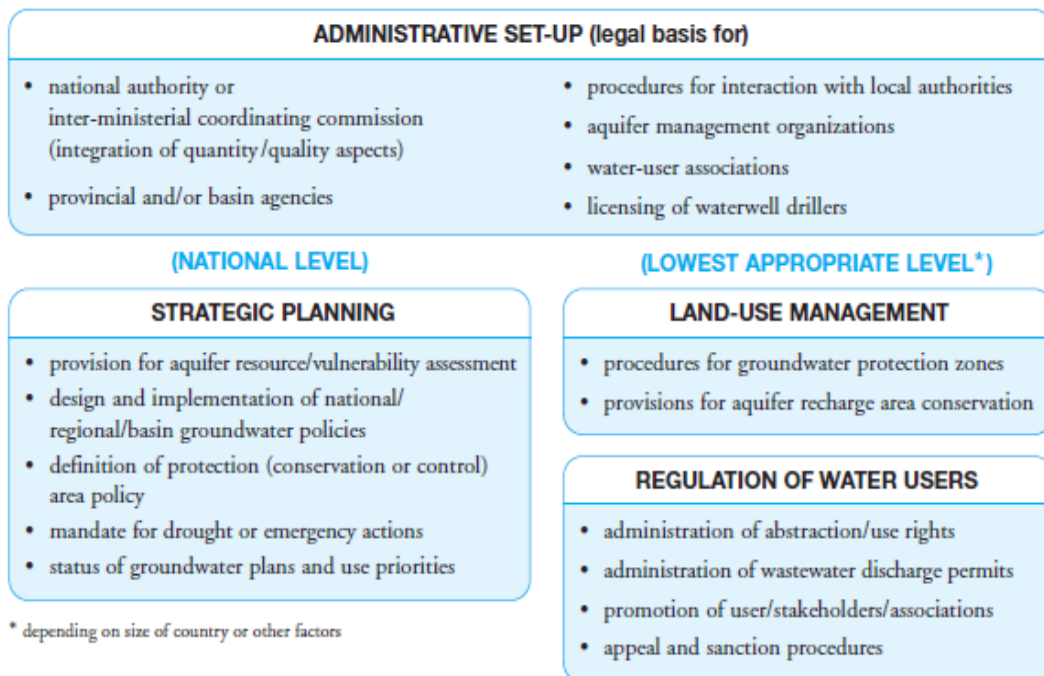 ADMINISTRATIVE SET-UP (legal basis for)
• national authority or
inter-ministerial coordinating commission
(integration of quantity/quality aspects)
• provincial and/or basin agencies
• procedures for interaction with local authorities
• aquifer management organizations
• water-user associations
• licensing of waterwell drillers
(NATIONAL LEVEL)
STRATEGIC PLANNING
• provision for aquifer resource/vulnerability assessment
• design and implementation of national/
regional/basin groundwater policies
• definition of protection (conservation or control)
area policy
• mandate for drought or emergency actions
• status of groundwater plans and use priorities
* depending on size of country or other factors
(LOWEST APPROPRIATE LEVEL*)
LAND-USE MANAGEMENT
• procedures for groundwater protection zones
• provisions for aquifer recharge area conservation
REGULATION OF WATER USERS
• administration of abstraction/use rights
• administration of wastewater discharge permits
• promotion of user/stakeholders/associations
• appeal and sanction procedures